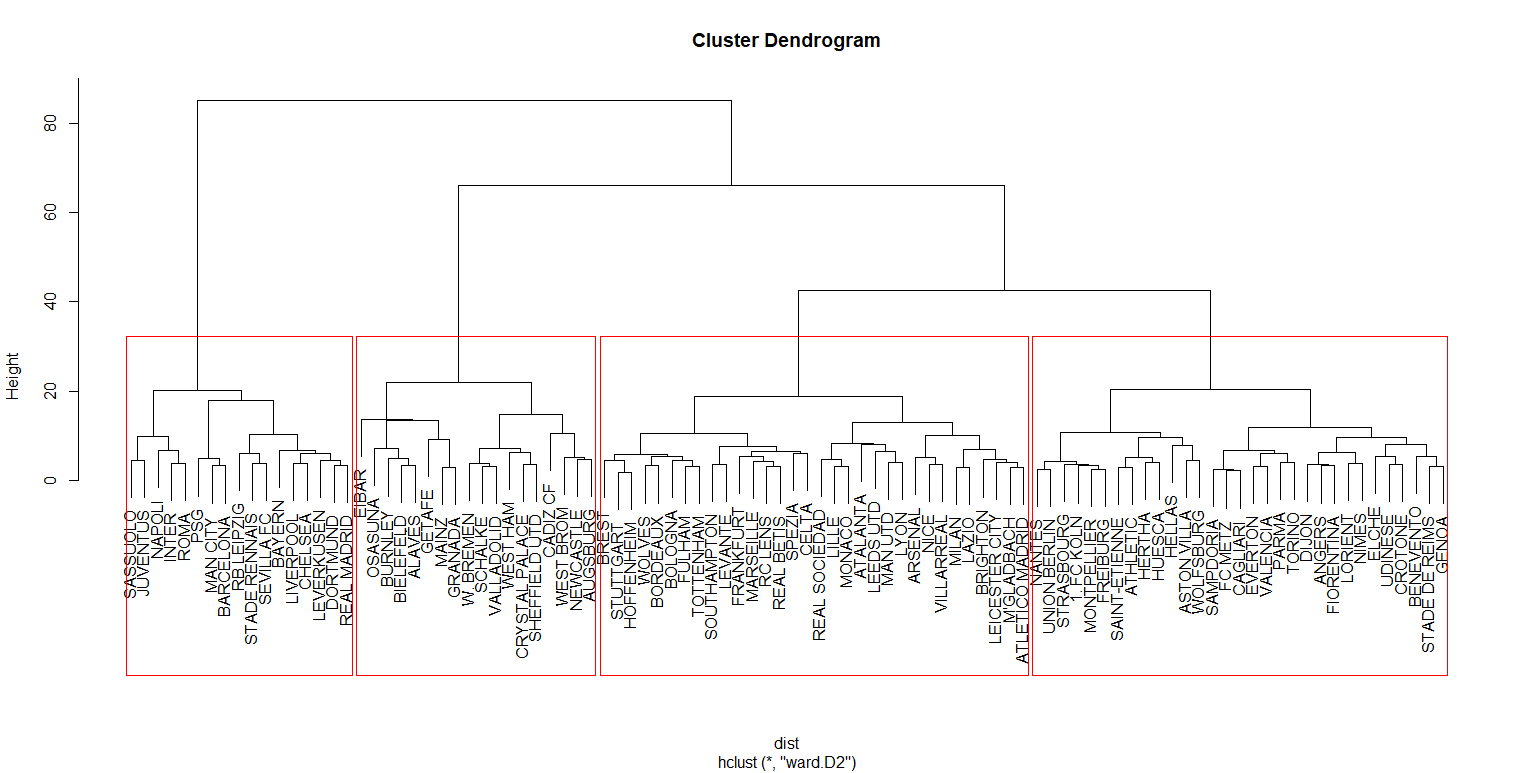 Cluster Dendrogram
Height
0
20
40
60
80
SASSUOLO
JUVENTUS
NAPOLI
INTER
ROMA
PSG
MAN CITY
BARCELONA
RB LEIPZIG
STADE RENNAIS
SEVILLA FC
BAYERN
LIVERPOOL
CHELSEA
LEVERKUSEN
DORTMUND
REAL MADRID
EIBAR
OSASUNA
BURNLEY
BIELEFELD
ALAVES
GETAFE
MAINZ
GRANADA
W. BREMEN
SCHALKE
VALLADOLID
WEST HAM
CRYSTAL PALACE
SHEFFIELD UTD
CADIZ CF
WEST BROM
NEWCASTLE
AUGSBURG
BREST
STUTTGART
HOFFENHEIM
WOLVES
BORDEAUX
BOLOGNA
FULHAM
TOTTENHAM
SOUTHAMPTON
LEVANTE
FRANKFURT
MARSEILLE
RC LENS
REAL BETIS
SPEZIA
CELTA
REAL SOCIEDAD
LILLE
MONACO
ATALANTA
LEEDS UTD
MAN UTD
LYON
ARSENAL
NICE
VILLARREAL
MILAN
LAZIO
BRIGHTON
LEICESTER CITY
M'GLADBACH
ATLETICO MADRID
NANTES
UNION BERLIN
STRASBOURG
1. FC KOLN
MONTPELLIER
FREIBURG
SAINT-ETIENNE
ATHLETIC
HERTHA
HUESCA
HELLAS
ASTON VILLA
WOLFSBURG
SAMPDORIA
FC METZ
CAGLIARI
EVERTON
VALENCIA
PARMA
TORINO
DIJON
ANGERS
FIORENTINA
LORIENT
NIMES
ELCHE
UDINESE
CROTONE
BENEVENTO
STADE DE REIMS
GENOA
dist
hclust (*, "ward.D2")